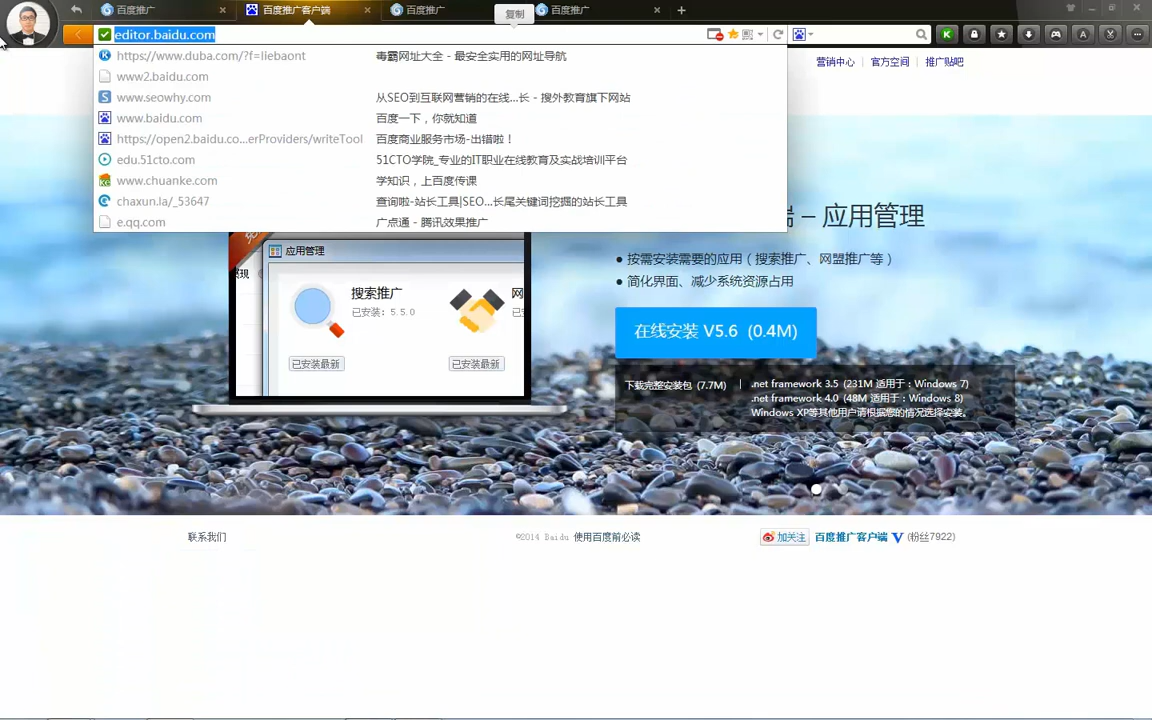 百度推广
百度推广客户端
百度推广
复制
百度推广
editor.baidu.com
https://www.duba.com/?f=liebaont 毒霸网址大全 - 最安全实用的网址导航
www2.baidu.com
www.seowhy.com 从SEO到互联网营销的在线...长 - 搜外教育旗下网站
www.baidu.com 百度一下，你就知道
https://open2.baidu.co...erProviders/writeTool 百度商业服务市场-出错啦！
edu.51cto.com 51CTO学院_专业的IT职业在线教育及实战培训平台
www.chuanke.com 学知识，上百度传课
chaxun.la/_53647 查询啦-站长工具|SEO...长尾关键词挖掘的站长工具
e.qq.com 广点通 - 腾讯效果推广
营销中心 | 官方空间 | 推广贴吧
– 应用管理
● 按需安装需要的应用（搜索推广、网盟推广等）
● 简化界面、减少系统资源占用
应用管理
搜索推广
已安装：5.5.0
已安装最新
网
已安装最新
在线安装 V5.6 (0.4M)
下载完整安装包 (7.7M) | .net framework 3.5 (231M 适用于：Windows 7)
.net framework 4.0 (48M 适用于：Windows 8)
Windows XP等其他用户请根据您的情况选择安装。
联系我们
©2014 Baidu 使用百度前必读
加关注 百度推广客户端 V (粉丝7922)